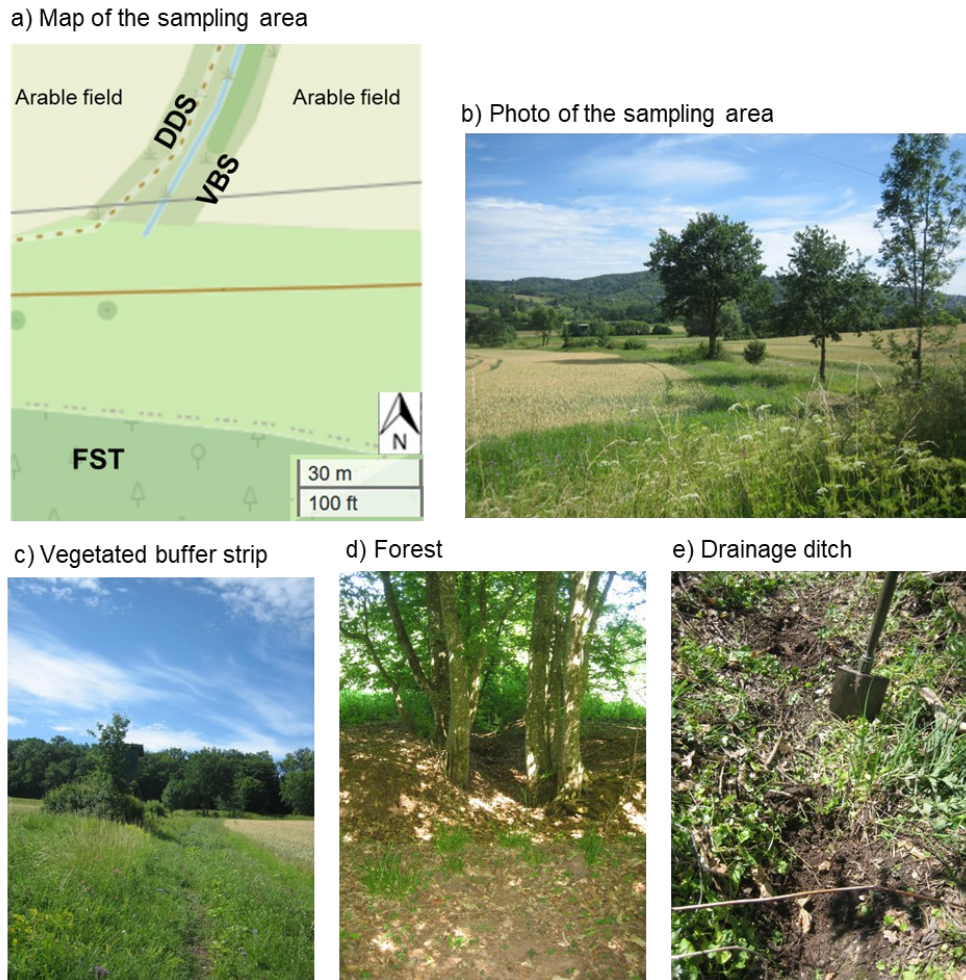 a) Map of the sampling area
Arable field
DDS
VBS
Arable field
FST
N
30 m
100 ft
b) Photo of the sampling area
c) Vegetated buffer strip
d) Forest
e) Drainage ditch